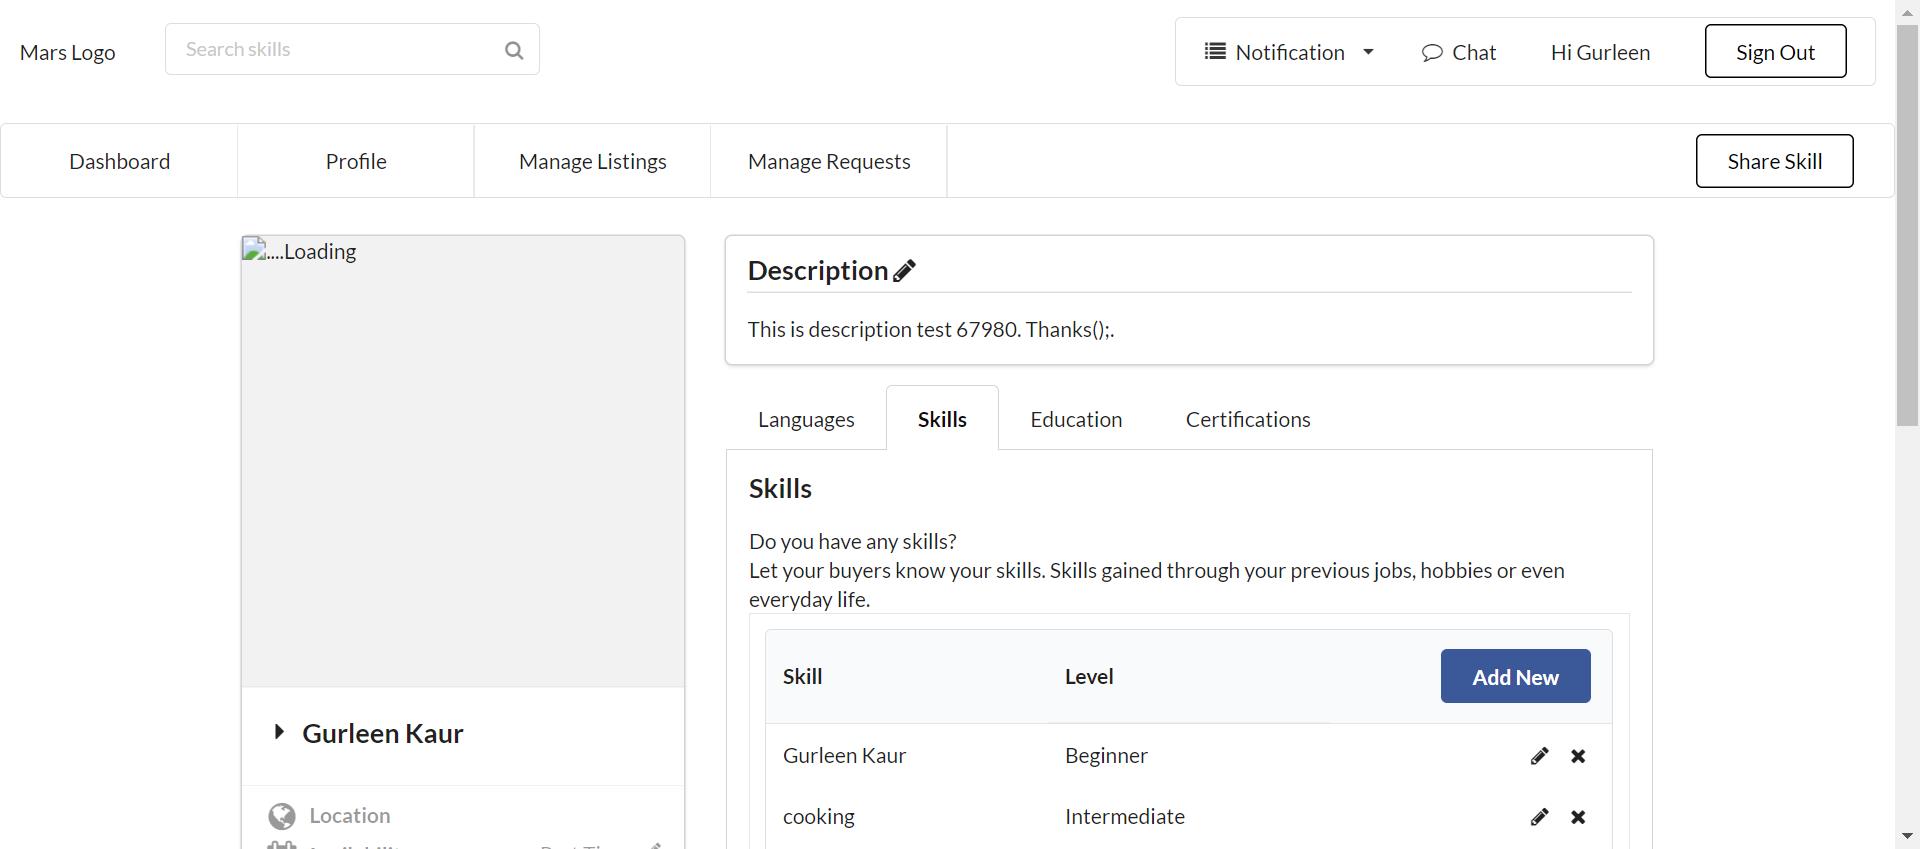 Mars Logo
Search skills
Notification
Chat
Hi Gurleen
Sign Out
Dashboard
Profile
Manage Listings
Manage Requests
Share Skill
....Loading
Gurleen Kaur
Location
Description
This is description test 67980. Thanks();.
Languages
Skills
Education
Certifications
Skills
Do you have any skills?
Let your buyers know your skills. Skills gained through your previous jobs, hobbies or even
everyday life.
Skill Level Add New
Gurleen Kaur Beginner
cooking Intermediate